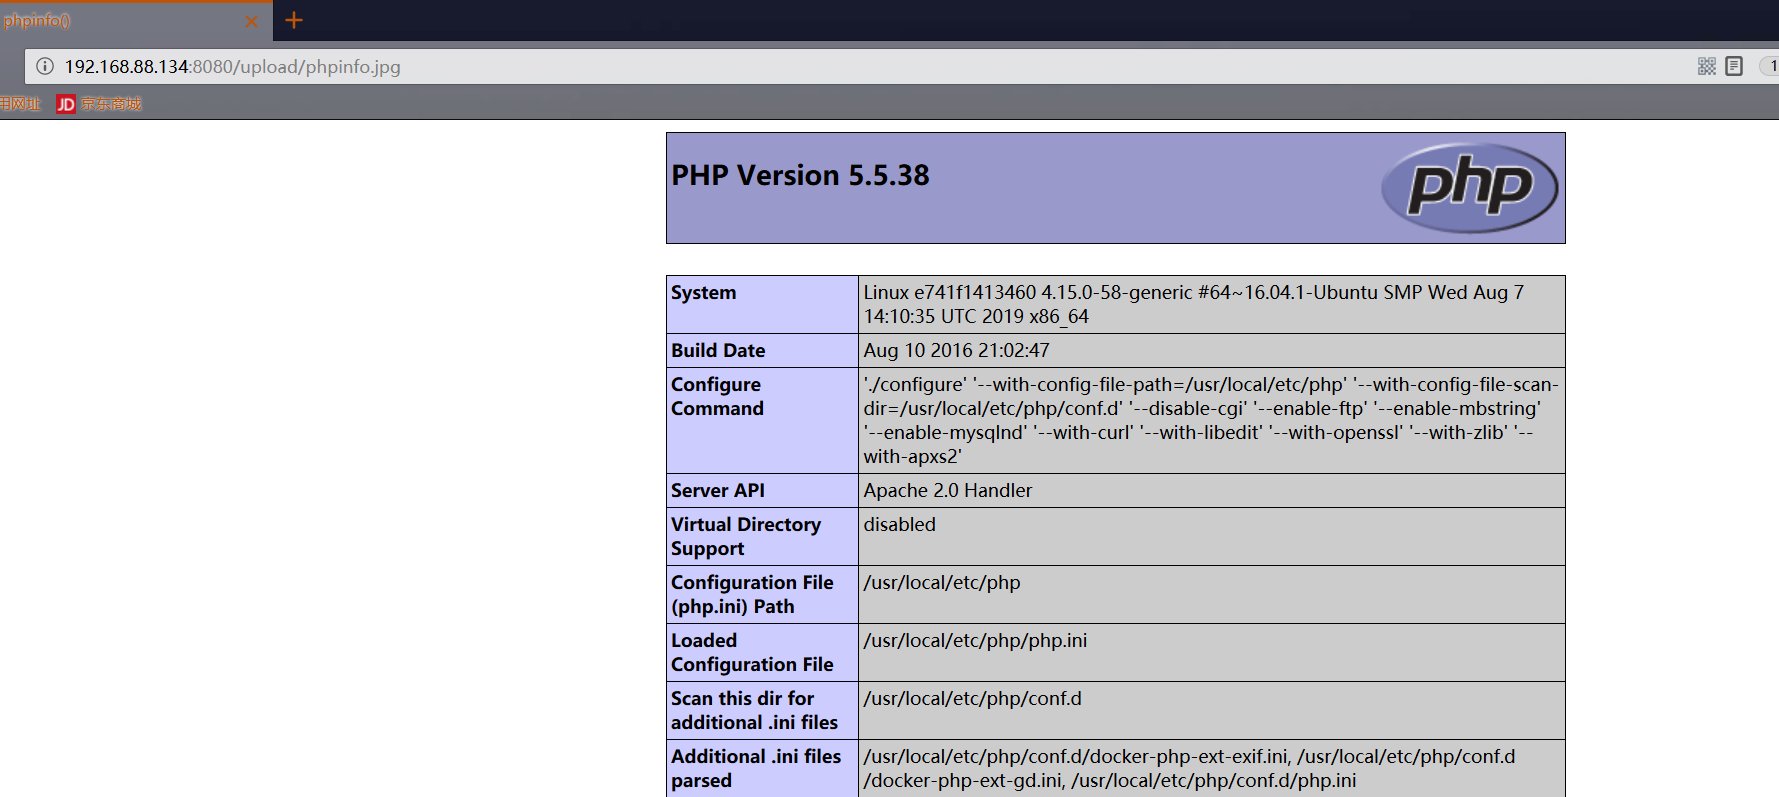 phpinfo()
192.168.88.134:8080/upload/phpinfo.jpg
1
用网址 JD 京东商城
PHP Version 5.5.38
php
System
Linux e741f1413460 4.15.0-58-generic #64~16.04.1-Ubuntu SMP Wed Aug 7
14:10:35 UTC 2019 x86_64
Build Date
Aug 10 2016 21:02:47
Configure
Command
'./configure' '--with-config-file-path=/usr/local/etc/php' '--with-config-file-scan-
dir=/usr/local/etc/php/conf.d' '--disable-cgi' '--enable-ftp' '--enable-mbstring'
'--enable-mysqlnd' '--with-curl' '--with-libedit' '--with-openssl' '--with-zlib' '--
with-apxs2'
Server API
Apache 2.0 Handler
Virtual Directory
Support
disabled
Configuration File
(php.ini) Path
/usr/local/etc/php
Loaded
Configuration File
/usr/local/etc/php/php.ini
Scan this dir for
additional .ini files
/usr/local/etc/php/conf.d
Additional .ini files
parsed
/usr/local/etc/php/conf.d/docker-php-ext-exif.ini, /usr/local/etc/php/conf.d
/docker-php-ext-gd.ini, /usr/local/etc/php/conf.d/php.ini